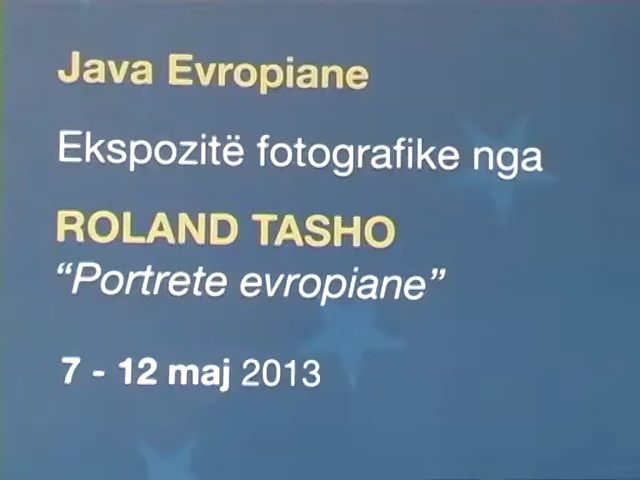 Java Evropiane
Ekspozitë fotografike nga
ROLAND TASHO
“Portrete evropiane”
7 - 12 maj 2013